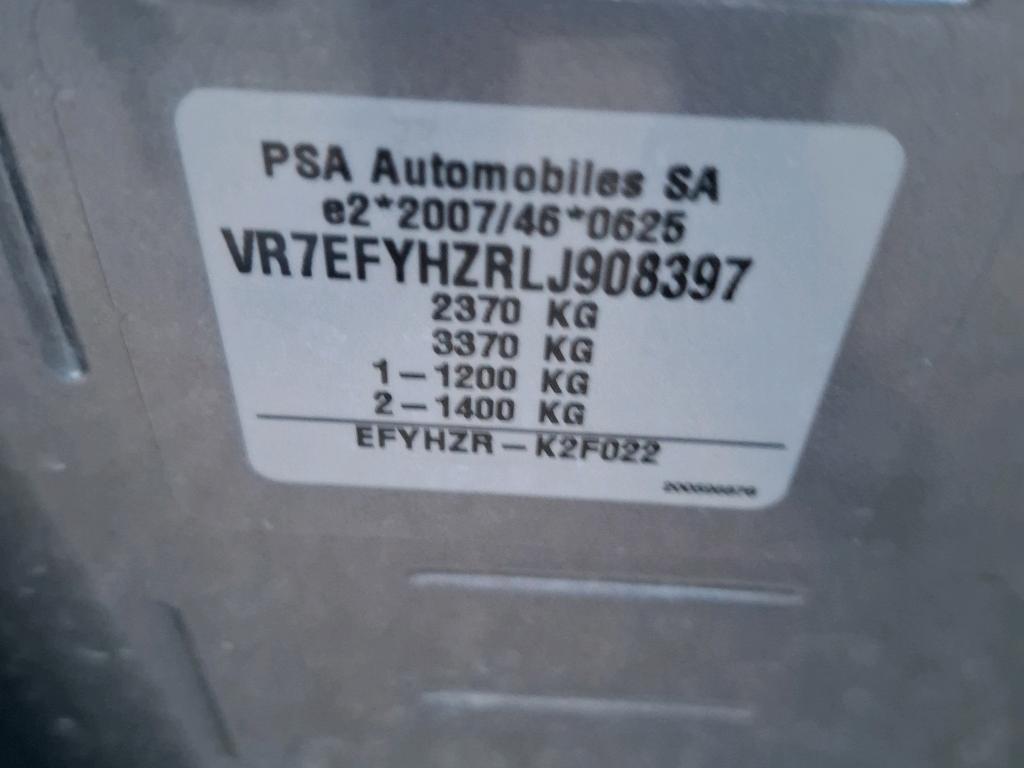 PSA Automobiles SA
e2*2007/46*0625
VR7EFYHZRLJ908397
2370 KG
3370 KG
1-1200 KG
2-1400 KG
EFYHZR-K2F022